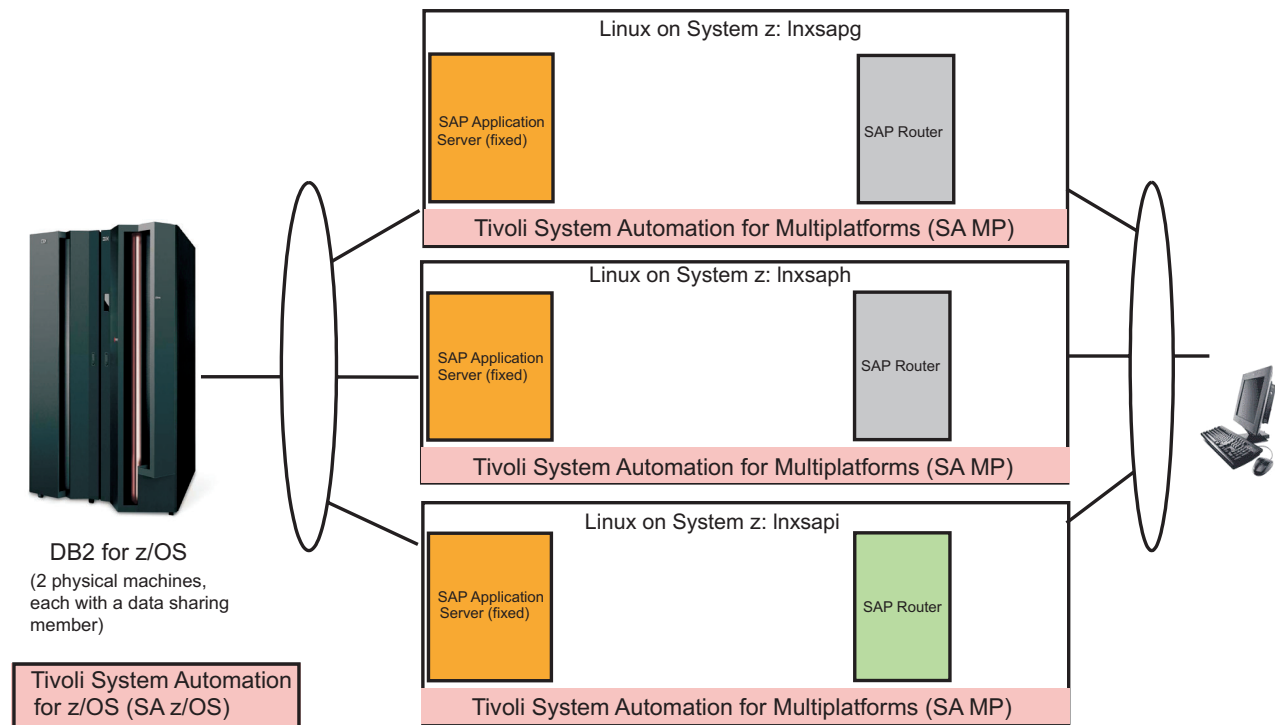 Linux on System z: lnxsapg
SAP Application
Server (fixed)
SAP Router
Tivoli System Automation for Multiplatforms (SA MP)
Linux on System z: lnxsaph
SAP Application
Server (fixed)
SAP Router
Tivoli System Automation for Multiplatforms (SA MP)
Linux on System z: lnxsapi
SAP Application
Server (fixed)
SAP Router
Tivoli System Automation for Multiplatforms (SA MP)
DB2 for z/OS
(2 physical machines,
each with a data sharing
member)
Tivoli System Automation
for z/OS (SA z/OS)